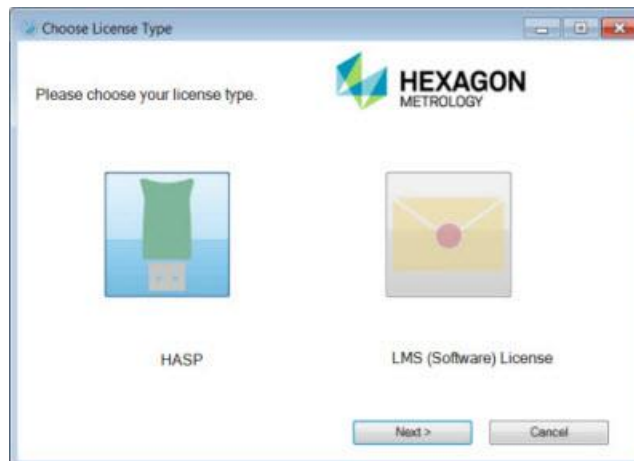 Choose License Type
Please choose your license type.
HEXAGON
METROLOGY
HASP
LMS (Software) License
Next >
Cancel